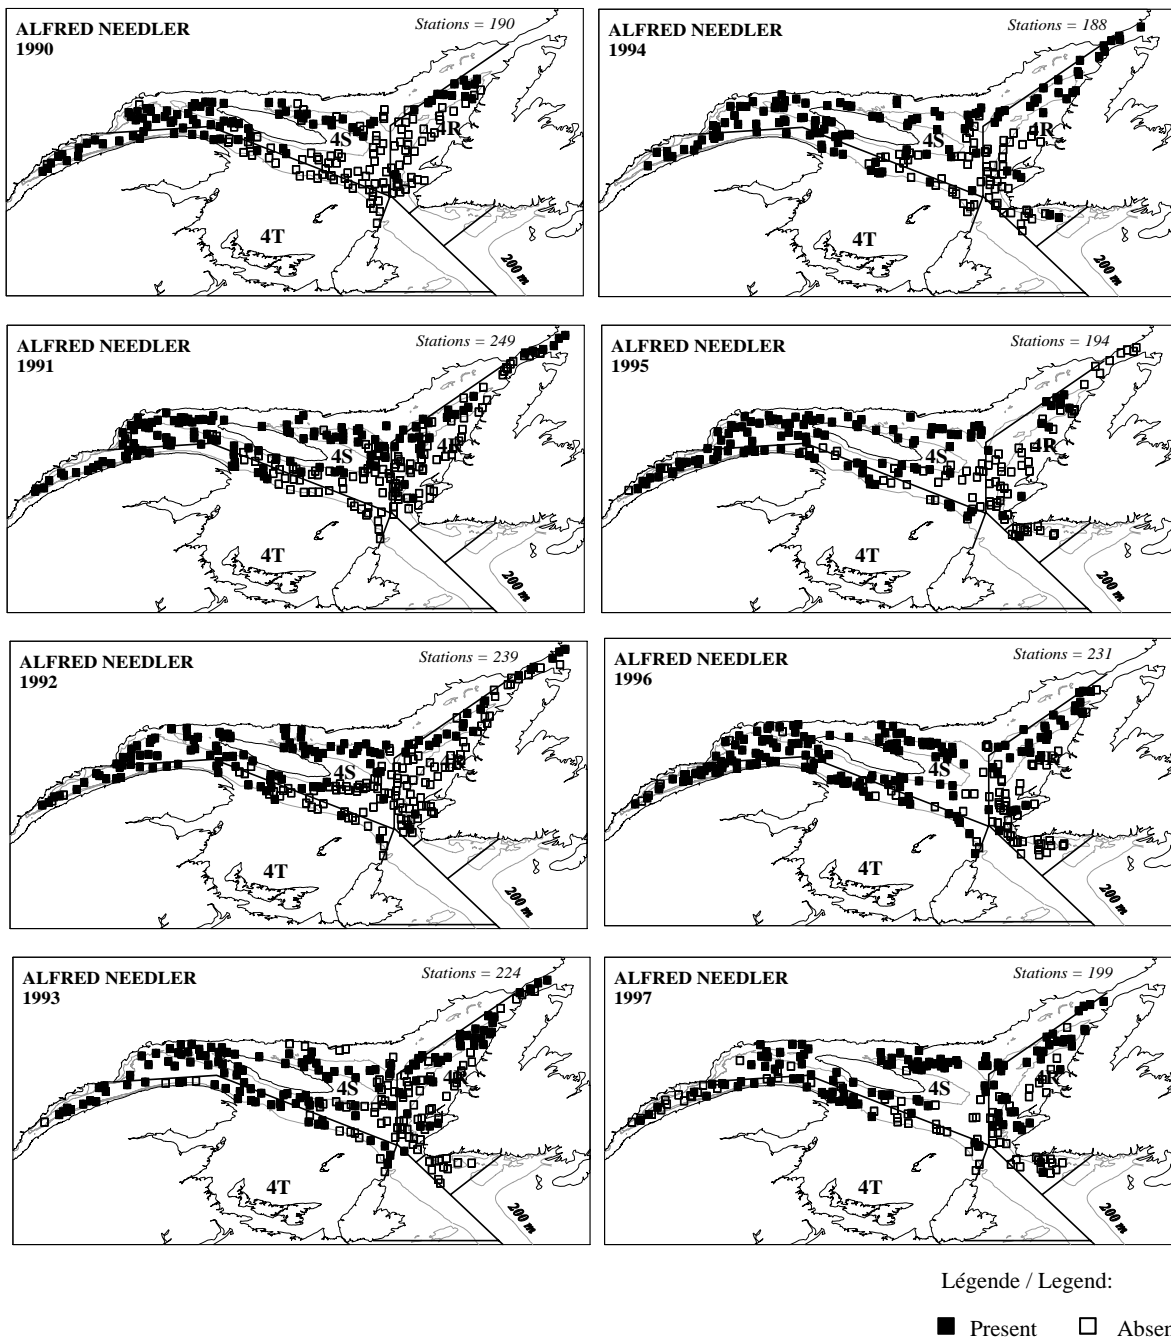 ALFRED NEEDLER
1990
Stations = 190
4S
4R
4T
ALFRED NEEDLER
1994
Stations = 188
4S
4R
4T
200 m
200 m
ALFRED NEEDLER
1991
Stations = 249
4S
4R
4T
200 m
ALFRED NEEDLER
1995
Stations = 194
4S
4R
4T
200 m
ALFRED NEEDLER
1992
Stations = 239
4S
4R
4T
200 m
ALFRED NEEDLER
1996
Stations = 231
4S
4R
4T
200 m
ALFRED NEEDLER
1993
Stations = 224
4S
4R
4T
200 m
ALFRED NEEDLER
1997
Stations = 199
4S
4R
4T
200 m
Légende / Legend:
Present Absen